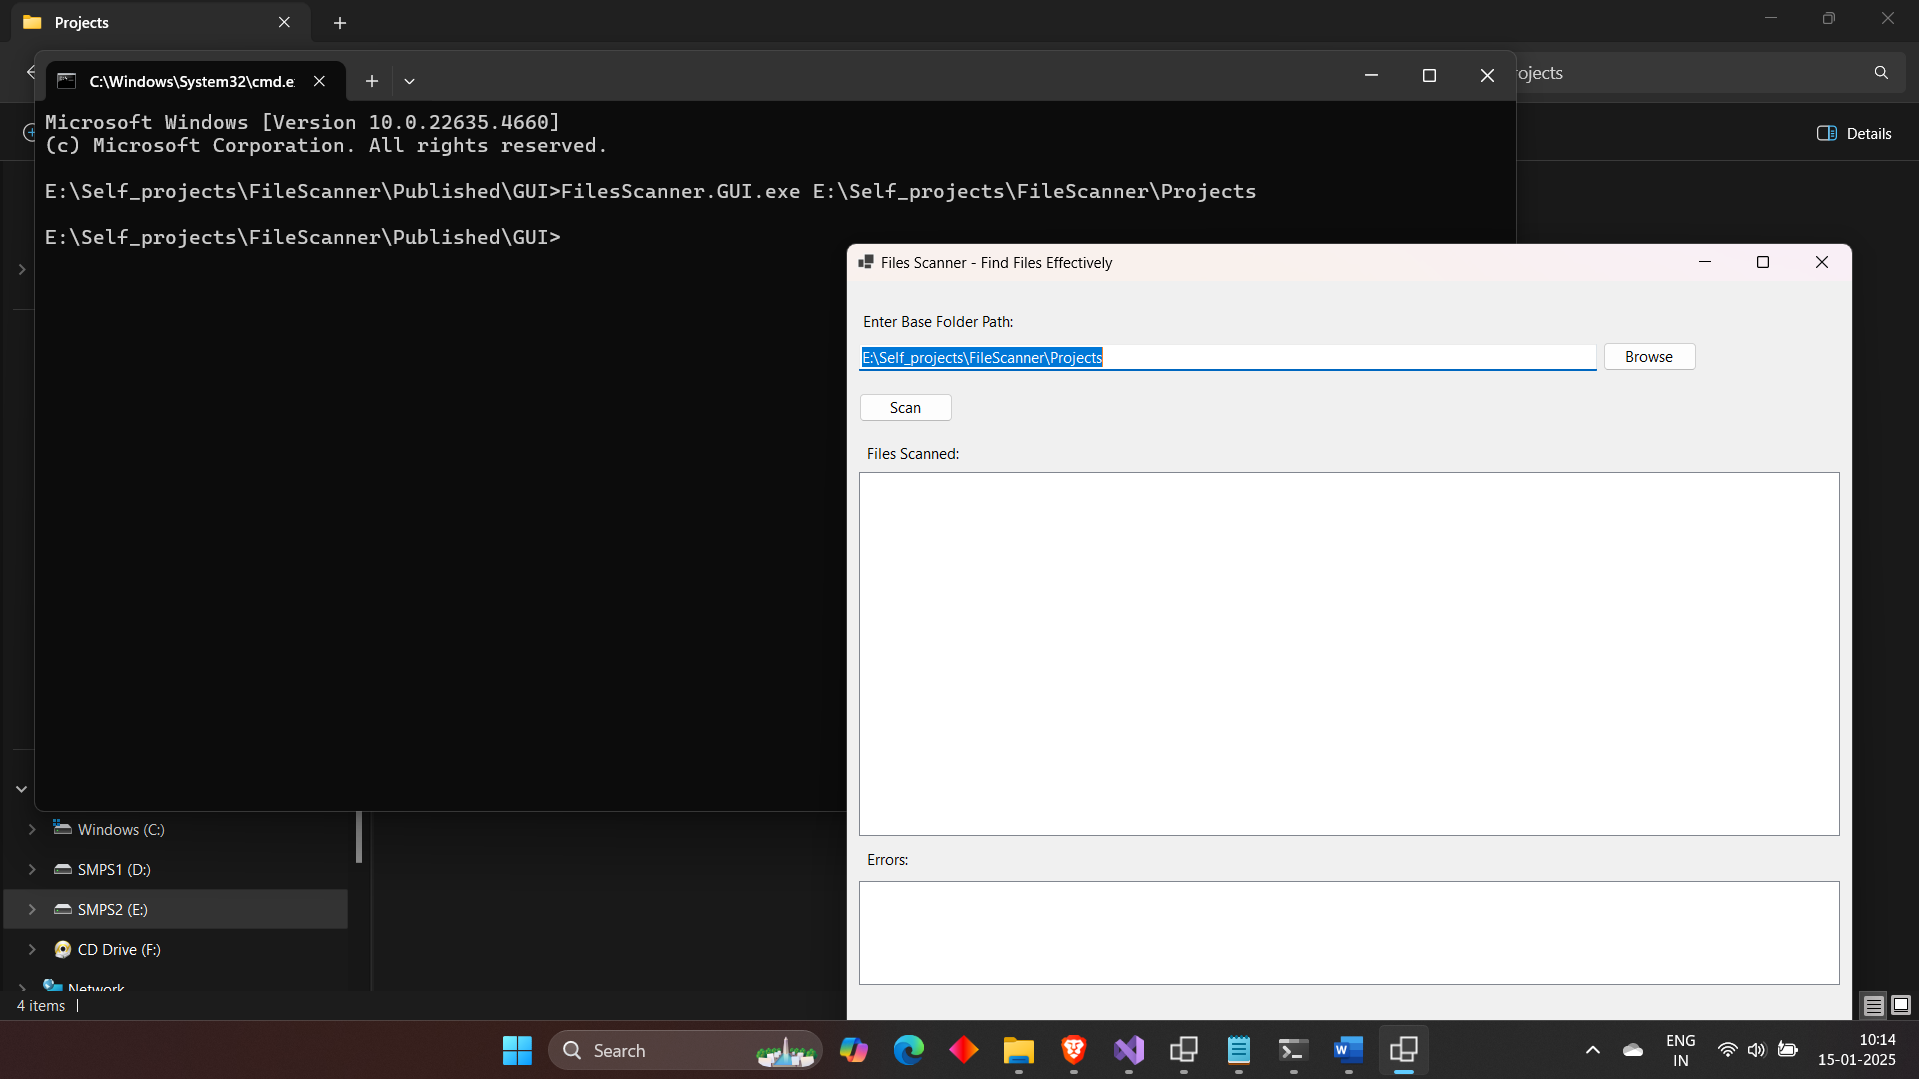 Projects
C:\Windows\System32\cmd.e
rojects
Microsoft Windows [Version 10.0.22635.4660]
(c) Microsoft Corporation. All rights reserved.
Details
E:\Self_projects\FileScanner\Published\GUI>FilesScanner.GUI.exe E:\Self_projects\FileScanner\Projects
E:\Self_projects\FileScanner\Published\GUI>
Files Scanner - Find Files Effectively
Enter Base Folder Path:
E:\Self_projects\FileScanner\Projects
Browse
Scan
Files Scanned:
Errors:
Windows (C:)
SMPS1 (D:)
SMPS2 (E:)
CD Drive (F:)
Network
4 items
Search
ENG
IN
10:14
15-01-2025